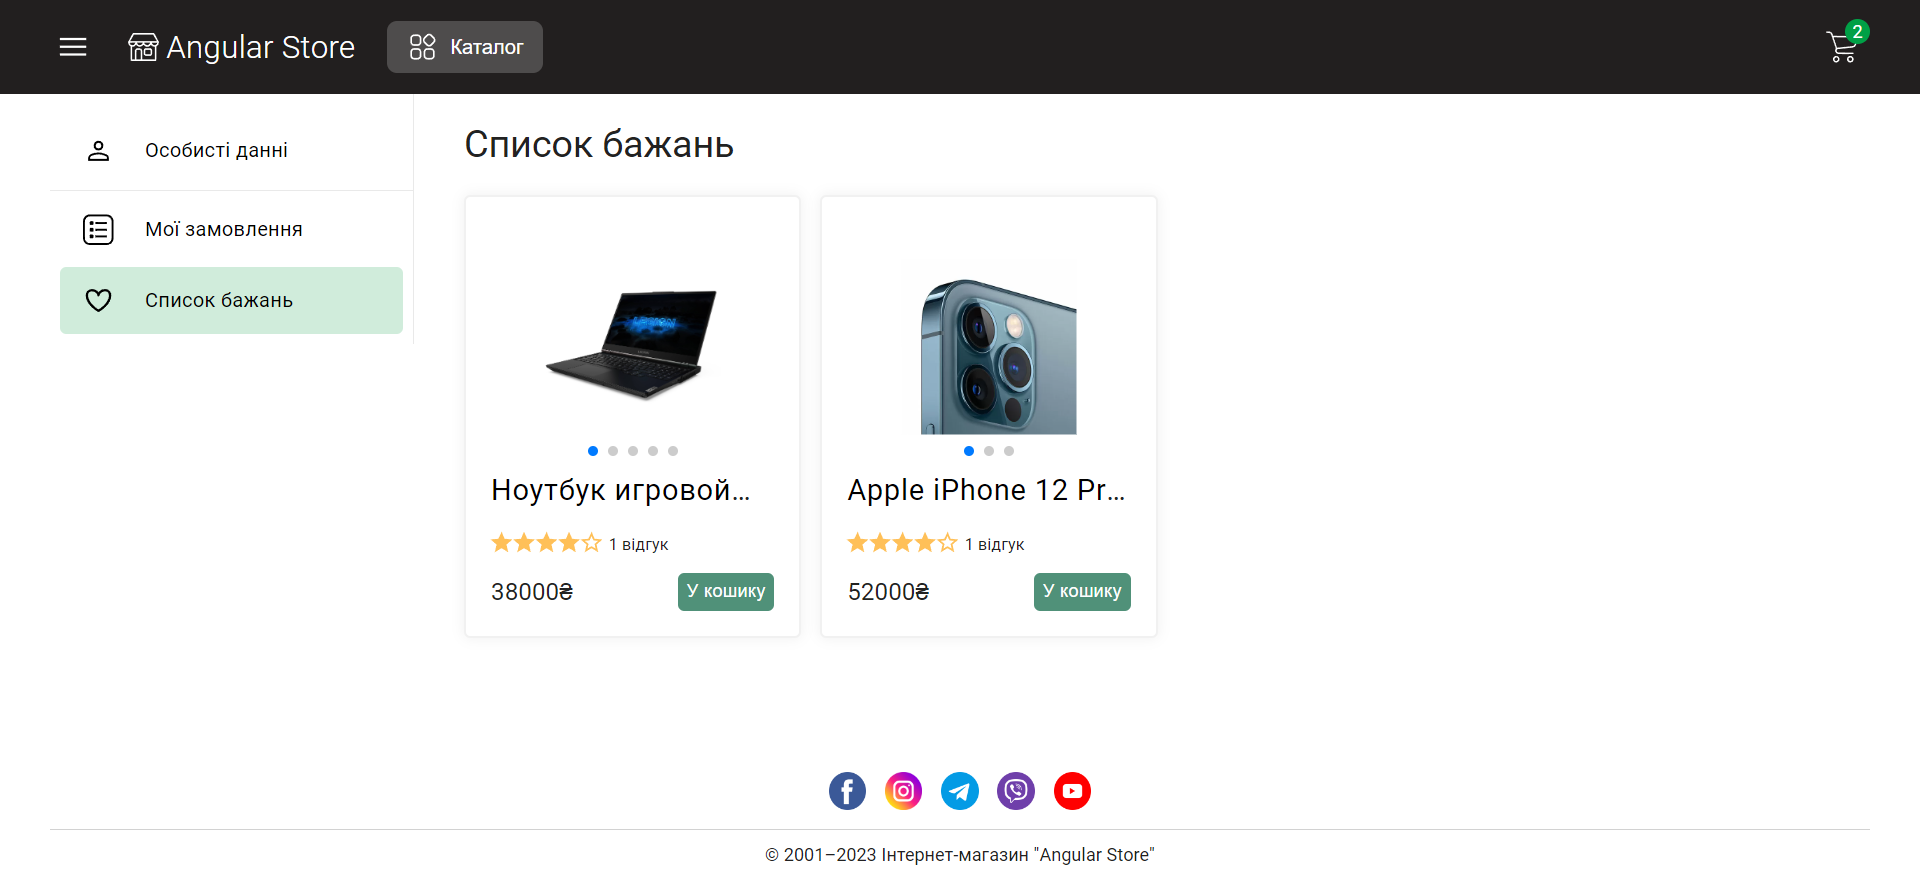 Angular Store
Каталог
2
Особисті данні
Мої замовлення
Список бажань
Список бажань
Ноутбук игровой...
1 відгук
38000₴
У кошику
Apple iPhone 12 Pr...
1 відгук
52000₴
У кошику
© 2001–2023 Інтернет-магазин "Angular Store"